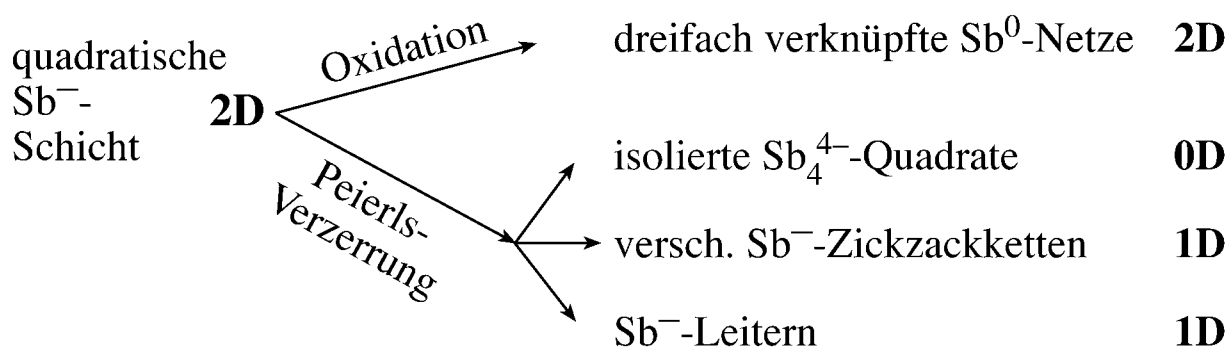 quadratische
Sb⁻-
Schicht
2D
Oxidation
Peierls-
Verzerrung
dreifach verknüpfte Sb⁰-Netze 2D
isolierte Sb₄⁴⁻-Quadrate 0D
versch. Sb⁻-Zickzackketten 1D
Sb⁻-Leitern 1D